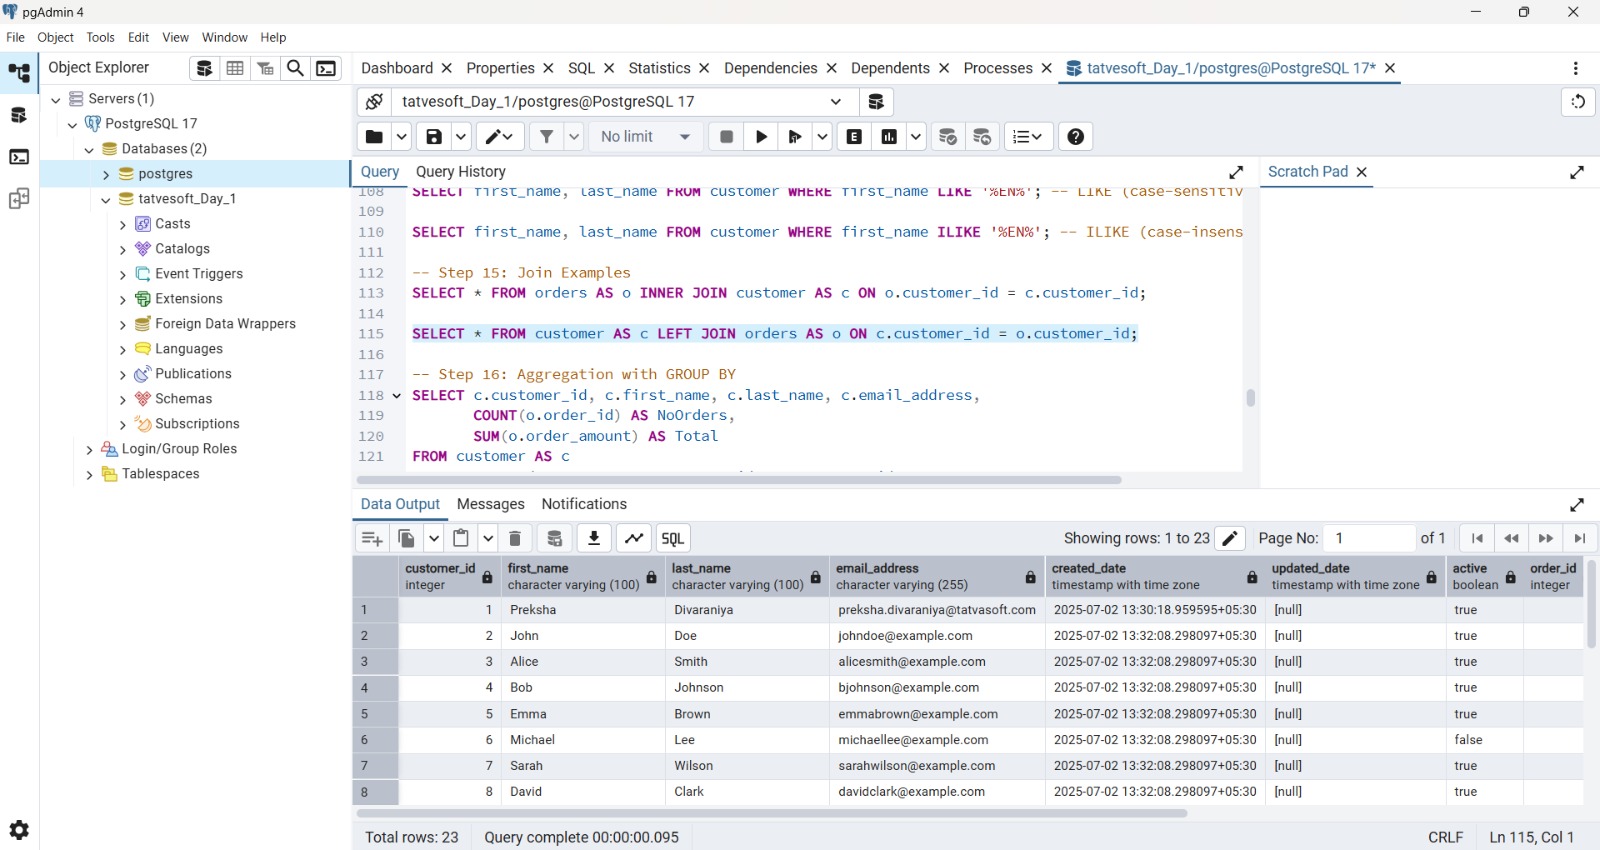 pgAdmin 4
File Object Tools Edit View Window Help
Object Explorer
Dashboard Properties SQL Statistics Dependencies Dependents Processes tatvesoft_Day_1/postgres@PostgreSQL 17*
Servers (1)
PostgreSQL 17
Databases (2)
postgres
tatvesoft_Day_1
Casts
Catalogs
Event Triggers
Extensions
Foreign Data Wrappers
Languages
Publications
Schemas
Subscriptions
Login/Group Roles
Tablespaces
tatvesoft_Day_1/postgres@PostgreSQL 17
No limit
E
Query Query History
Scratch Pad
108 SELECT first_name, last_name FROM customer WHERE first_name LIKE '%EN%'; -- LIKE (case-sensitiv
109
110 SELECT first_name, last_name FROM customer WHERE first_name ILIKE '%EN%'; -- ILIKE (case-insens
111
112 -- Step 15: Join Examples
113 SELECT * FROM orders AS o INNER JOIN customer AS c ON o.customer_id = c.customer_id;
114
115 SELECT * FROM customer AS c LEFT JOIN orders AS o ON c.customer_id = o.customer_id;
116
117 -- Step 16: Aggregation with GROUP BY
118 SELECT c.customer_id, c.first_name, c.last_name, c.email_address,
119 COUNT(o.order_id) AS NoOrders,
120 SUM(o.order_amount) AS Total
121 FROM customer AS c
Data Output Messages Notifications
SQL Showing rows: 1 to 23 Page No: 1 of 1
customer_id first_name last_name email_address created_date updated_date active order_id
integer character varying (100) character varying (100) character varying (255) timestamp with time zone timestamp with time zone boolean integer
1 1 Preksha Divaraniya preksha.divaraniya@tatvasoft.com 2025-07-02 13:30:18.959595+05:30 [null] true
2 2 John Doe johndoe@example.com 2025-07-02 13:32:08.298097+05:30 [null] true
3 3 Alice Smith alicesmith@example.com 2025-07-02 13:32:08.298097+05:30 [null] true
4 4 Bob Johnson bjohnson@example.com 2025-07-02 13:32:08.298097+05:30 [null] true
5 5 Emma Brown emmabrown@example.com 2025-07-02 13:32:08.298097+05:30 [null] true
6 6 Michael Lee michaellee@example.com 2025-07-02 13:32:08.298097+05:30 [null] false
7 7 Sarah Wilson sarahwilson@example.com 2025-07-02 13:32:08.298097+05:30 [null] true
8 8 David Clark davidclark@example.com 2025-07-02 13:32:08.298097+05:30 [null] true
Total rows: 23 Query complete 00:00:00.095 CRLF Ln 115, Col 1